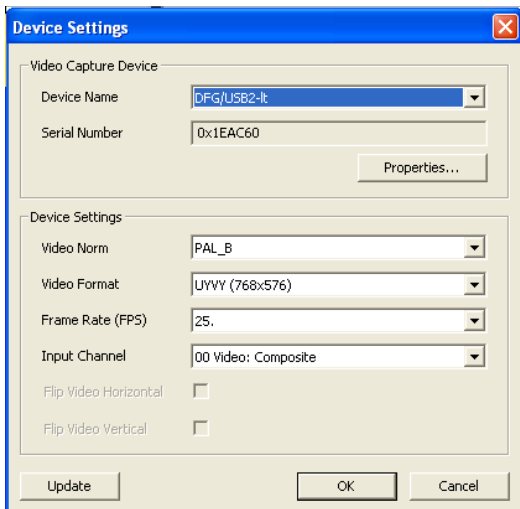 Device Settings
Video Capture Device
Device Name DFG/USB2-lt
Serial Number 0x1EAC60
Properties...
Device Settings
Video Norm PAL_B
Video Format UYVY (768x576)
Frame Rate (FPS) 25.
Input Channel 00 Video: Composite
Flip Video Horizontal
Flip Video Vertical
Update OK Cancel